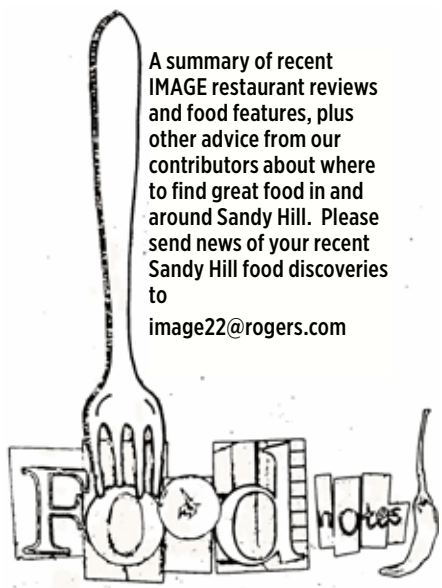 A summary of recent
IMAGE restaurant reviews
and food features, plus
other advice from our
contributors about where
to find great food in and
around Sandy Hill.  Please
send news of your recent
Sandy Hill food discoveries
to
image22@rogers.com
Food notes